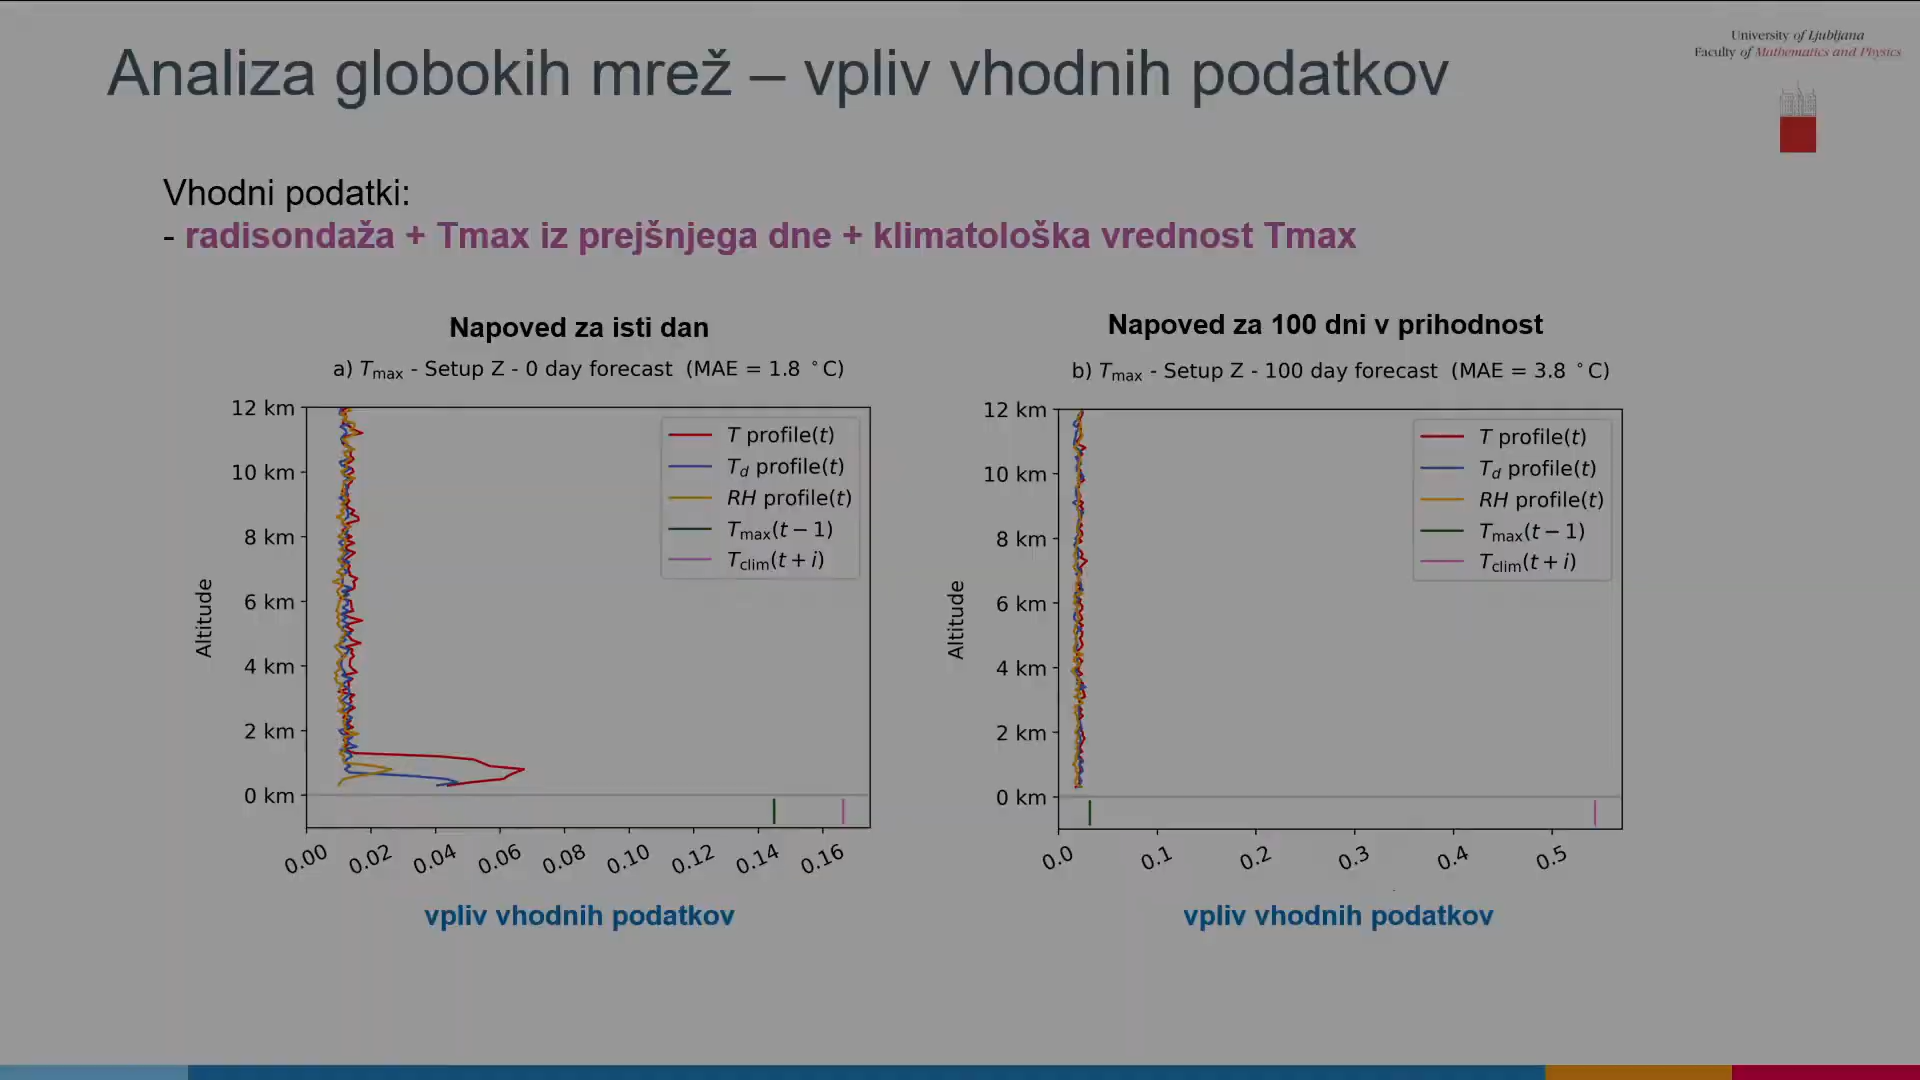 Analiza globokih mrež – vpliv vhodnih podatkov
University of Ljubljana
Faculty of Mathematics and Physics
Vhodni podatki:
- radisondaža + Tmax iz prejšnjega dne + klimatološka vrednost Tmax
Napoved za isti dan
a) Tmax - Setup Z - 0 day forecast (MAE = 1.8 °C)
12 km
10 km
8 km
6 km
4 km
2 km
0 km
Altitude
T profile(t)
Td profile(t)
RH profile(t)
Tmax(t − 1)
Tclim(t + i)
0.00 0.02 0.04 0.06 0.08 0.10 0.12 0.14 0.16
vpliv vhodnih podatkov
Napoved za 100 dni v prihodnost
b) Tmax - Setup Z - 100 day forecast (MAE = 3.8 °C)
12 km
10 km
8 km
6 km
4 km
2 km
0 km
Altitude
T profile(t)
Td profile(t)
RH profile(t)
Tmax(t − 1)
Tclim(t + i)
0.0 0.1 0.2 0.3 0.4 0.5
vpliv vhodnih podatkov